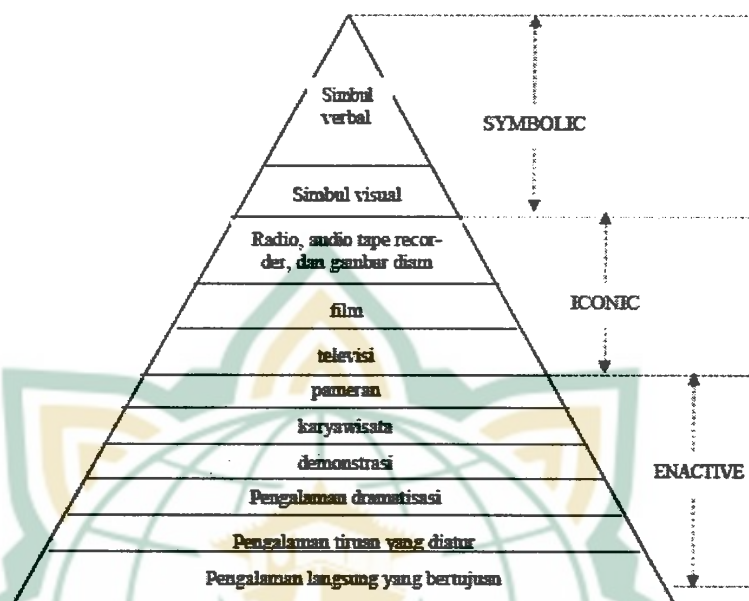 Simbul
verbal
SYMBOLIC
Simbul visual
Radio, audio tape recor-
der, dan gambar diam
ICONIC
film
televisi
pameran
karyawisata
demonstrasi
ENACTIVE
Pengalaman dramatisasi
Pengalaman tiruan yang diatur
Pengalaman langsung yang bertujuan